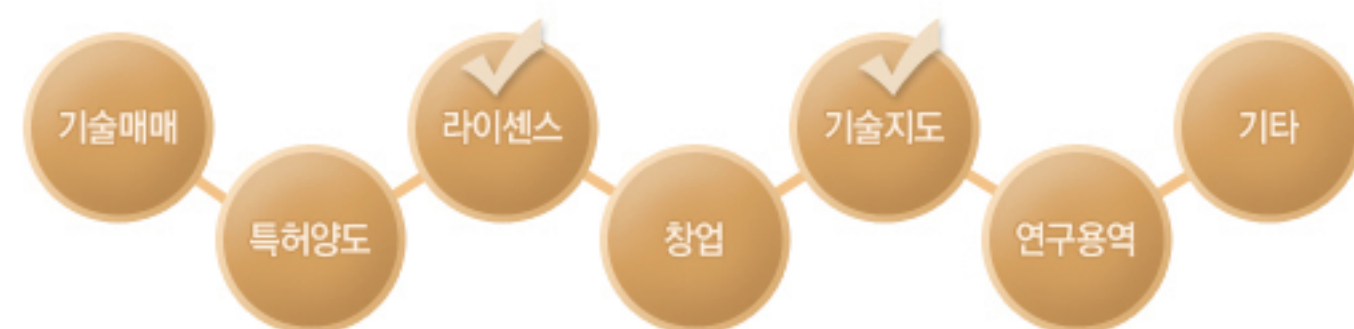 기술매매
특허양도
라이센스
창업
기술지도
연구용역
기타